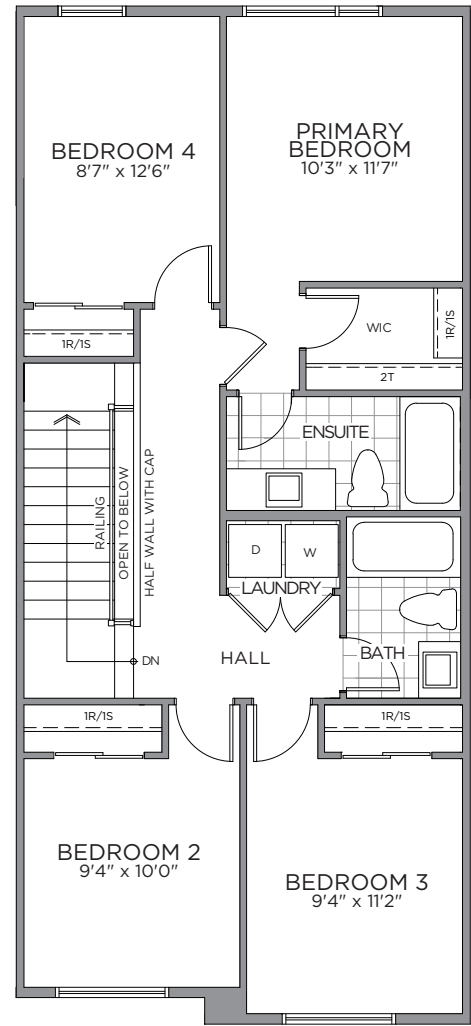 BEDROOM 4
8'7" x 12'6"
PRIMARY
BEDROOM
10'3" x 11'7"
1R/1S
WIC
1R/1S
2T
ENSUITE
RAILING
OPEN TO BELOW
HALF WALL WITH CAP
D
W
LAUNDRY
DN
HALL
BATH
1R/1S
1R/1S
BEDROOM 2
9'4" x 10'0"
BEDROOM 3
9'4" x 11'2"